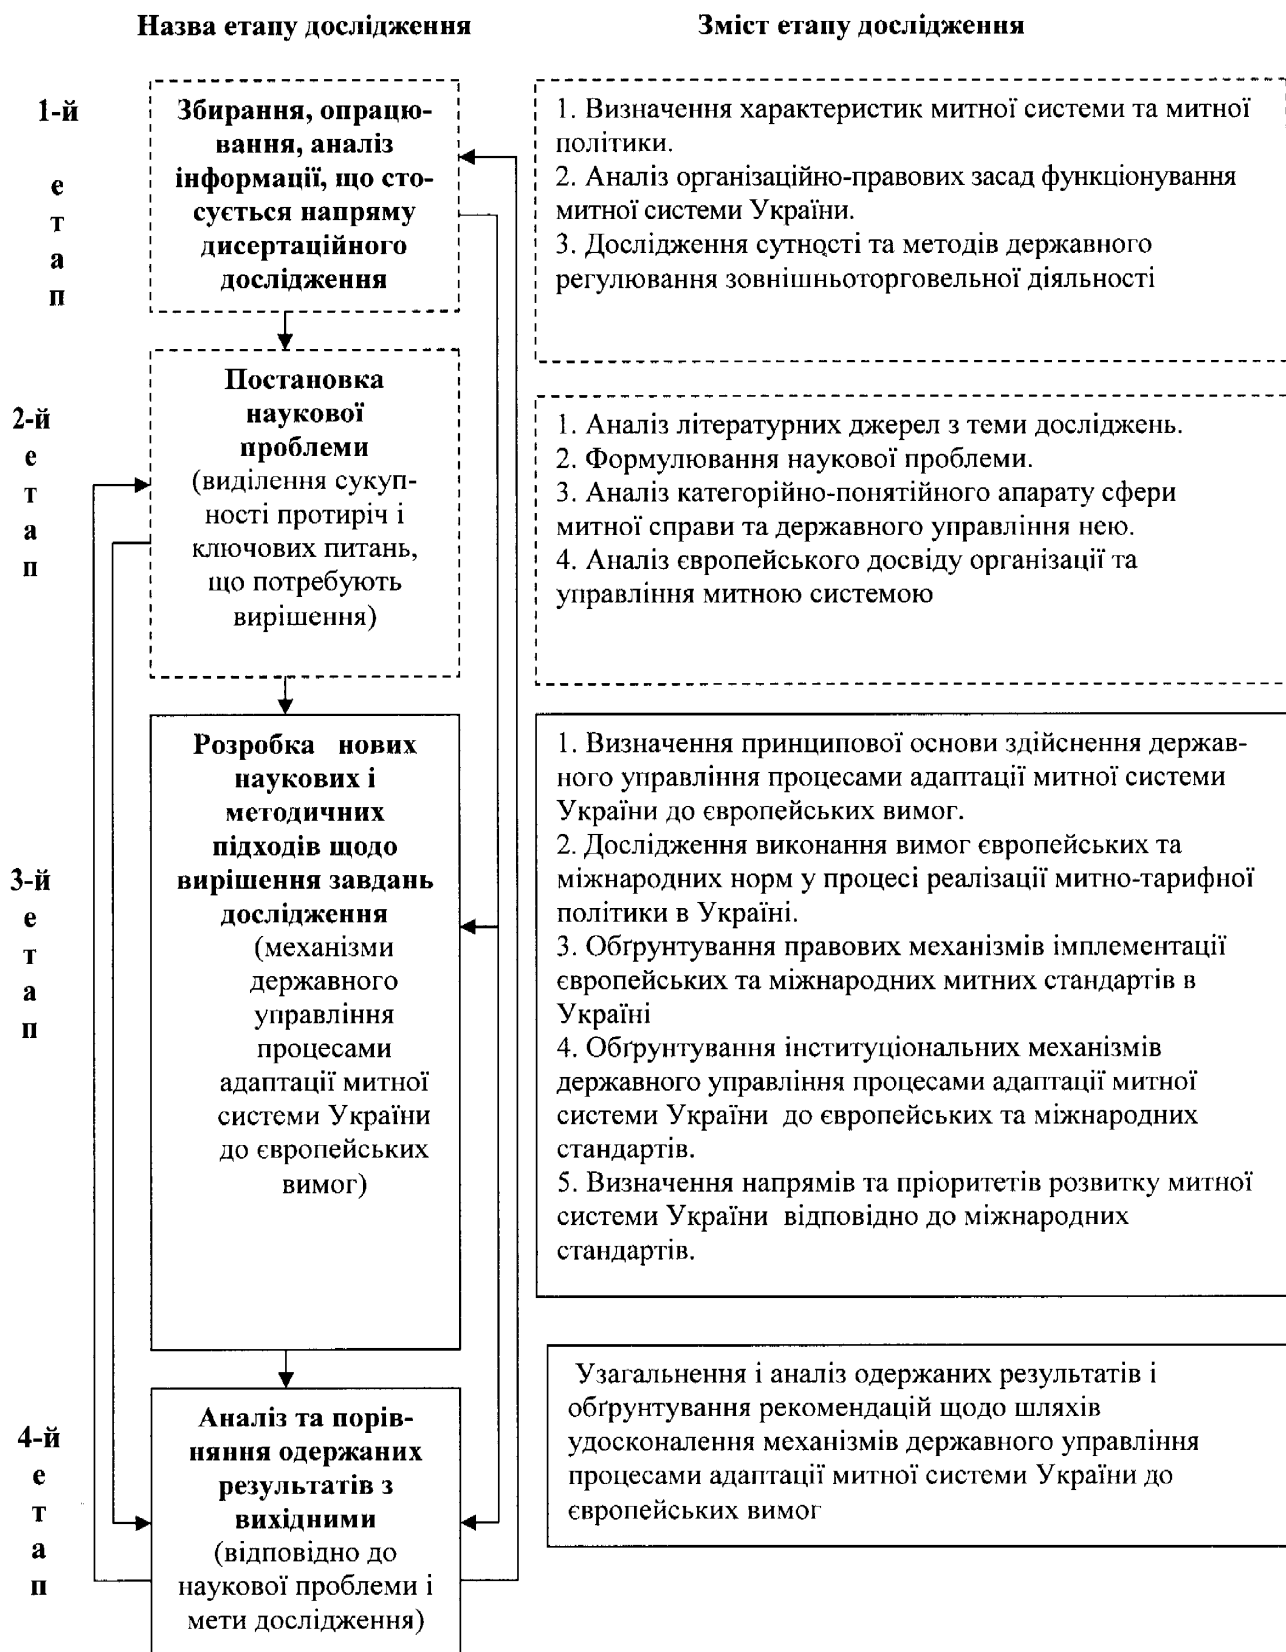 Назва етапу дослідження
Зміст етапу дослідження
1-й
е
т
а
п
Збирання, опрацю-
вання, аналіз
інформації, що сто-
сується напряму
дисертаційного
дослідження
1. Визначення характеристик митної системи та митної
політики.
2. Аналіз організаційно-правових засад функціонування
митної системи України.
3. Дослідження сутності та методів державного
регулювання зовнішньоторговельної діяльності
2-й
е
т
а
п
Постановка
наукової
проблеми
(виділення сукуп-
ності протиріч і
ключових питань,
що потребують
вирішення)
1. Аналіз літературних джерел з теми досліджень.
2. Формулювання наукової проблеми.
3. Аналіз категорійно-понятійного апарату сфери
митної справи та державного управління нею.
4. Аналіз європейського досвіду організації та
управління митною системою
3-й
е
т
а
п
Розробка нових
наукових і
методичних
підходів щодо
вирішення завдань
дослідження
(механізми
державного
управління
процесами
адаптації митної
системи України
до європейських
вимог)
1. Визначення принципової основи здійснення держав-
ного управління процесами адаптації митної системи
України до європейських вимог.
2. Дослідження виконання вимог європейських та
міжнародних норм у процесі реалізації митно-тарифної
політики в Україні.
3. Обґрунтування правових механізмів імплементації
європейських та міжнародних митних стандартів в
Україні
4. Обґрунтування інституціональних механізмів
державного управління процесами адаптації митної
системи України до європейських та міжнародних
стандартів.
5. Визначення напрямів та пріоритетів розвитку митної
системи України відповідно до міжнародних
стандартів.
4-й
е
т
а
п
Аналіз та порів-
няння одержаних
результатів з
вихідними
(відповідно до
наукової проблеми і
мети дослідження)
Узагальнення і аналіз одержаних результатів і
обґрунтування рекомендацій щодо шляхів
удосконалення механізмів державного управління
процесами адаптації митної системи України до
європейських вимог